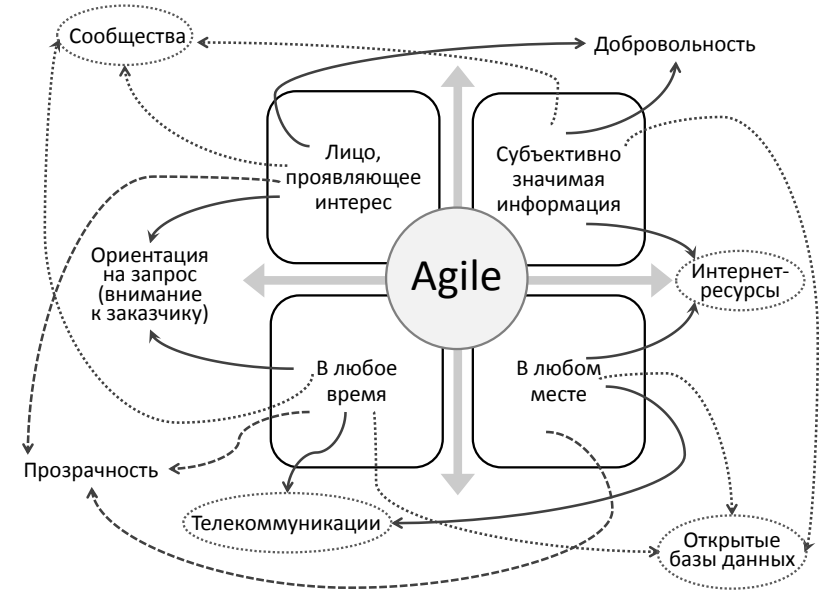 Сообщества
Добровольность
Лицо,
проявляющее
интерес
Субъективно
значимая
информация
Ориентация
на запрос
(внимание
к заказчику)
Agile
Интернет-
ресурсы
В любое
время
В любом
месте
Прозрачность
Телекоммуникации
Открытые
базы данных